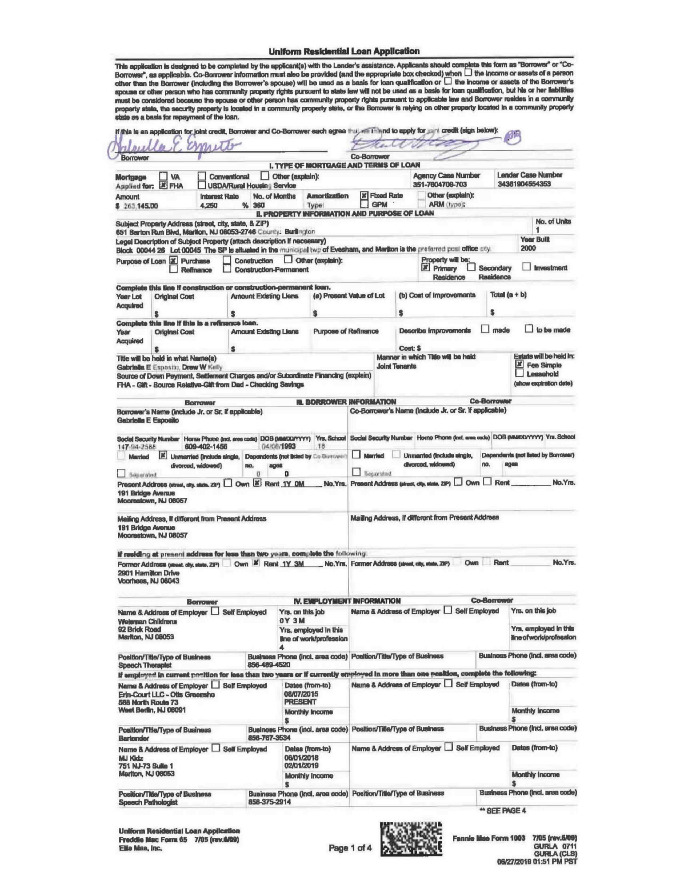 Uniform Residential Loan Application
This application is designed to be completed by the applicant(s) with the Lender's assistance. Applicants should complete this form as "Borrower" or "Co-
Borrower", as applicable. Co-Borrower information must also be provided (and the appropriate box checked) when ☐ the income or assets of a person
other than the Borrower (including the Borrower's spouse) will be used as a basis for loan qualification or ☐ the income or assets of the Borrower's
spouse or other person who has community property rights pursuant to state law will not be used as a basis for loan qualification, but his or her liabilities
must be considered because the spouse or other person has community property rights pursuant to applicable law and Borrower resides in a community
property state, the security property is located in a community property state, or the Borrower is relying on other property located in a community property
state as a basis for repayment of the loan.
If this is an application for joint credit, Borrower and Co-Borrower each agree that we intend to apply for joint credit (sign below):
Gabriella E Esposito
Borrower Co-Borrower
I. TYPE OF MORTGAGE AND TERMS OF LOAN
Mortgage ☐ VA ☐ Conventional ☐ Other (explain): Agency Case Number Lender Case Number
Applied for: ☒ FHA ☐ USDA/Rural Housing Service 351-7604709-703 34361904554353
Amount Interest Rate No. of Months Amortization ☒ Fixed Rate ☐ Other (explain):
$ 263,145.00 4.250 % 360 Type: ☐ GPM ☐ ARM (type):
II. PROPERTY INFORMATION AND PURPOSE OF LOAN
Subject Property Address (street, city, state, & ZIP) No. of Units
651 Barton Run Blvd, Marlton, NJ 08053-2746 County: Burlington 1
Legal Description of Subject Property (attach description if necessary) Year Built
Block 00044 26 Lot 00045 The SP is situated in the municipal twp of Evesham, and Marlton is the preferred post office city. 2000
Purpose of Loan ☒ Purchase ☐ Construction ☐ Other (explain): Property will be:
☐ Refinance ☐ Construction-Permanent ☒ Primary Residence ☐ Secondary Residence ☐ Investment
Complete this line if construction or construction-permanent loan.
Year Lot Acquired Original Cost Amount Existing Liens (a) Present Value of Lot (b) Cost of Improvements Total (a + b)
$ $ $ $ $
Complete this line if this is a refinance loan.
Year Acquired Original Cost Amount Existing Liens Purpose of Refinance Describe Improvements ☐ made ☐ to be made
$ $ Cost: $
Title will be held in what Name(s) Manner in which Title will be held Estate will be held in:
Gabriella E Esposito, Drew W Kelly Joint Tenants ☒ Fee Simple
Source of Down Payment, Settlement Charges and/or Subordinate Financing (explain) ☐ Leasehold
FHA - Gift - Source Relative-Gift from Dad - Checking Savings (show expiration date)
Borrower III. BORROWER INFORMATION Co-Borrower
Borrower's Name (include Jr. or Sr. if applicable) Co-Borrower's Name (include Jr. or Sr. if applicable)
Gabriella E Esposito
Social Security Number Home Phone (incl. area code) DOB (MM/DD/YYYY) Yrs. School Social Security Number Home Phone (incl. area code) DOB (MM/DD/YYYY) Yrs. School
147-94-2588 609-402-1456 04/08/1993 18
☐ Married ☒ Unmarried (include single, divorced, widowed) Dependents (not listed by Co-Borrower) ☐ Married ☐ Unmarried (include single, divorced, widowed) Dependents (not listed by Borrower)
☐ Separated no. 0 ages 0 ☐ Separated no. ages
Present Address (street, city, state, ZIP) ☐ Own ☒ Rent 1Y 0M No.Yrs. Present Address (street, city, state, ZIP) ☐ Own ☐ Rent No.Yrs.
191 Bridge Avenue
Moorestown, NJ 08057
Mailing Address, if different from Present Address Mailing Address, if different from Present Address
191 Bridge Avenue
Moorestown, NJ 08057
If residing at present address for less than two years, complete the following:
Former Address (street, city, state, ZIP) ☐ Own ☒ Rent 1Y 3M No.Yrs. Former Address (street, city, state, ZIP) ☐ Own ☐ Rent No.Yrs.
2901 Hamilton Drive
Voorhees, NJ 08043
Borrower IV. EMPLOYMENT INFORMATION Co-Borrower
Name & Address of Employer ☐ Self Employed Yrs. on this job Name & Address of Employer ☐ Self Employed Yrs. on this job
Weisman Childrens 0Y 3M
92 Brick Road Yrs. employed in this line of work/profession Yrs. employed in this line of work/profession
Marlton, NJ 08053 4
Position/Title/Type of Business Business Phone (incl. area code) Position/Title/Type of Business Business Phone (incl. area code)
Speech Therapist 856-489-4520
If employed in current position for less than two years or if currently employed in more than one position, complete the following:
Name & Address of Employer ☐ Self Employed Dates (from-to) Name & Address of Employer ☐ Self Employed Dates (from-to)
Erin-Court LLC - Otis Greensho 08/07/2015
568 North Route 73 PRESENT
West Berlin, NJ 08091 Monthly Income Monthly Income
$ $
Position/Title/Type of Business Business Phone (incl. area code) Position/Title/Type of Business Business Phone (incl. area code)
Bartender 856-767-3534
Name & Address of Employer ☐ Self Employed Dates (from-to) Name & Address of Employer ☐ Self Employed Dates (from-to)
MJ Kidz 06/01/2018
751 NJ-73 Suite 1 02/01/2019
Marlton, NJ 08053 Monthly Income Monthly Income
$ $
Position/Title/Type of Business Business Phone (incl. area code) Position/Title/Type of Business Business Phone (incl. area code)
Speech Pathologist 856-375-2914
** SEE PAGE 4
Uniform Residential Loan Application
Freddie Mac Form 65 7/05 (rev.6/09) Fannie Mae Form 1003 7/05 (rev.6/09)
Ellie Mae, Inc. Page 1 of 4 GURLA 0711
GURLA (CLS)
06/27/2019 01:51 PM PST